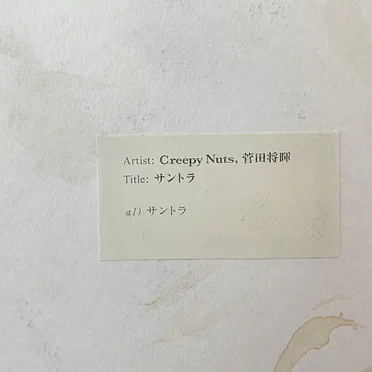 Artist: Creepy Nuts, 菅田将暉
Title: サントラ
a1) サントラ